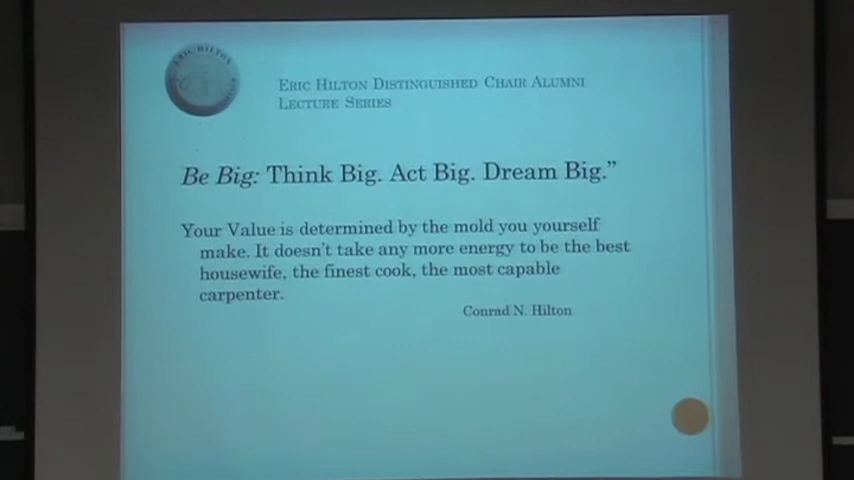 ERIC HILTON
ERIC HILTON DISTINGUISHED CHAIR ALUMNI
LECTURE SERIES
Be Big: Think Big. Act Big. Dream Big.”
Your Value is determined by the mold you yourself
make. It doesn’t take any more energy to be the best
housewife, the finest cook, the most capable
carpenter.
Conrad N. Hilton